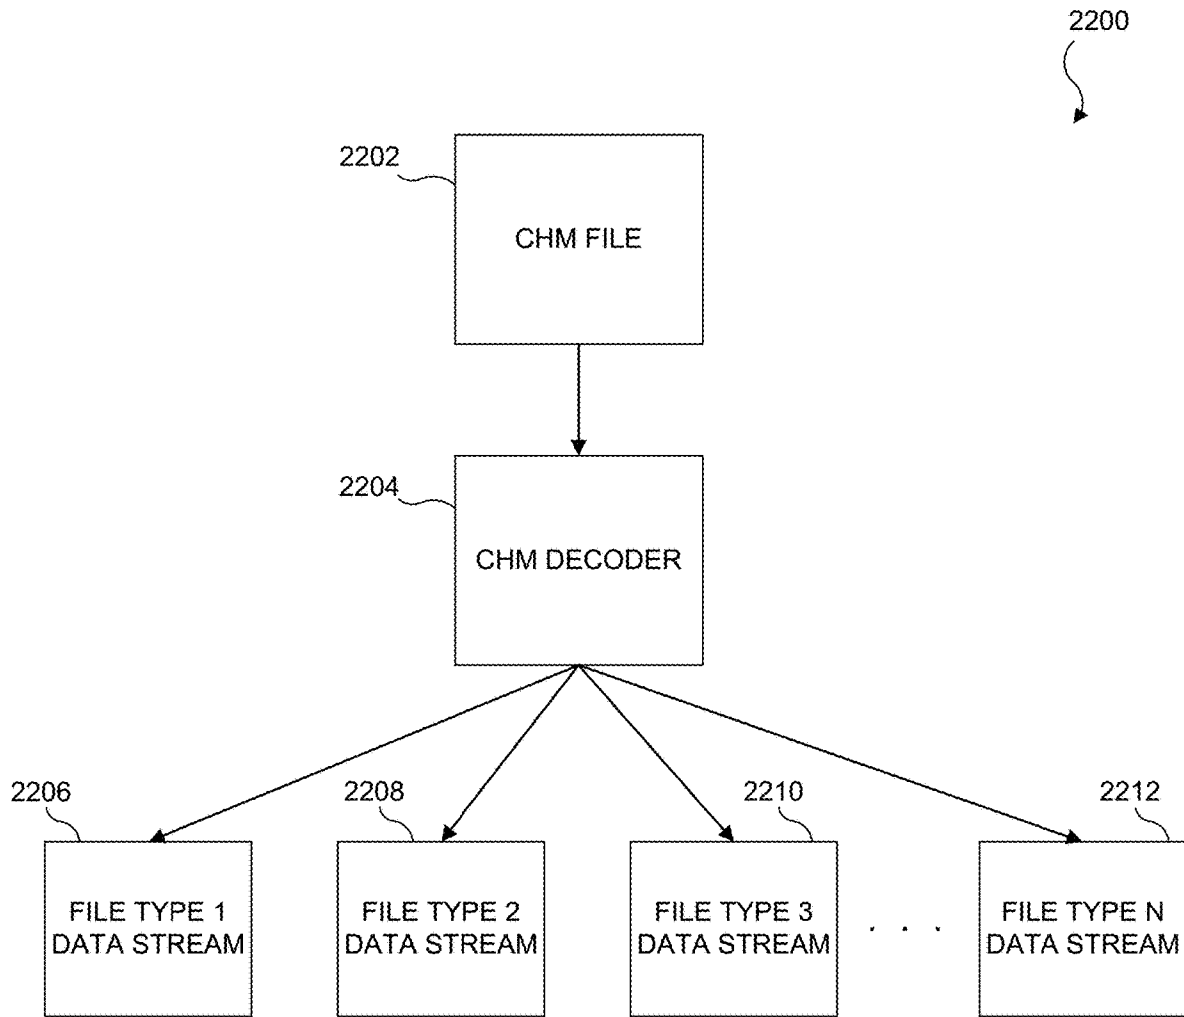 2200
2202
CHM FILE
2204
CHM DECODER
2206
2208
2210
2212
FILE TYPE 1
DATA STREAM
FILE TYPE 2
DATA STREAM
FILE TYPE 3
DATA STREAM
. . .
FILE TYPE N
DATA STREAM